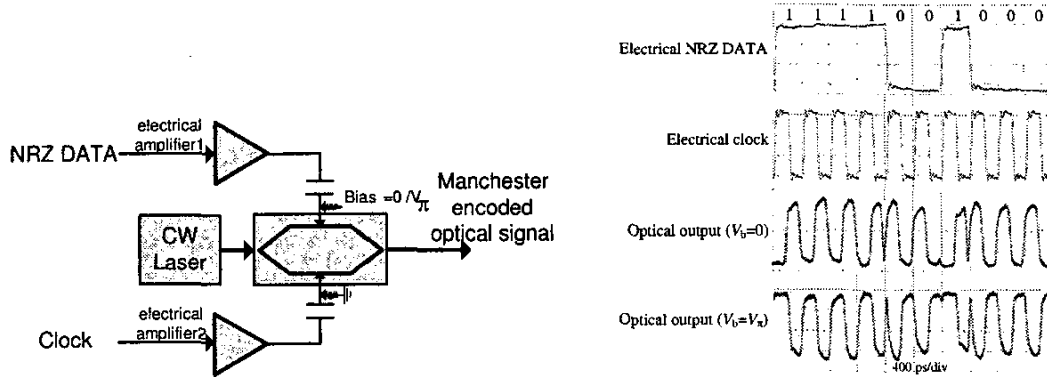 electrical
amplifier1
NRZ DATA
Bias =0 /Vπ
Manchester
encoded
optical signal
CW
Laser
electrical
amplifier2
Clock
1 1 1 1 0 0 1 0 0 0
Electrical NRZ DATA
Electrical clock
Optical output (Vb=0)
Optical output (Vb=Vπ)
400 ps/div